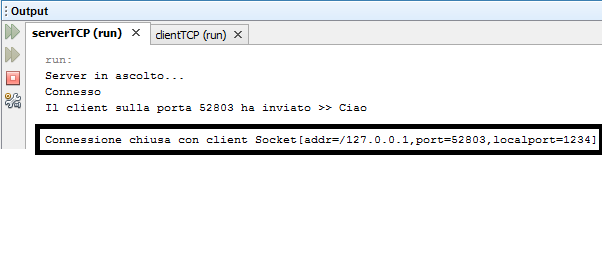 Output
serverTCP (run) × clientTCP (run) ×
run:
Server in ascolto...
Connesso
Il client sulla porta 52803 ha inviato >> Ciao
Connessione chiusa con client Socket[addr=/127.0.0.1,port=52803,localport=1234]